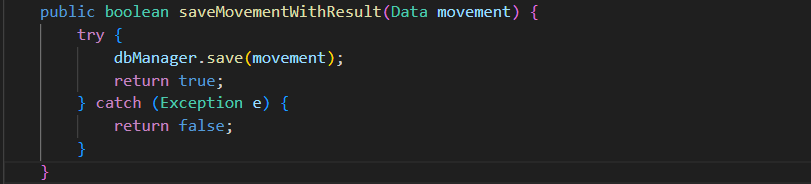 public boolean saveMovementWithResult(Data movement) {
    try {
        dbManager.save(movement);
        return true;
    } catch (Exception e) {
        return false;
    }
}